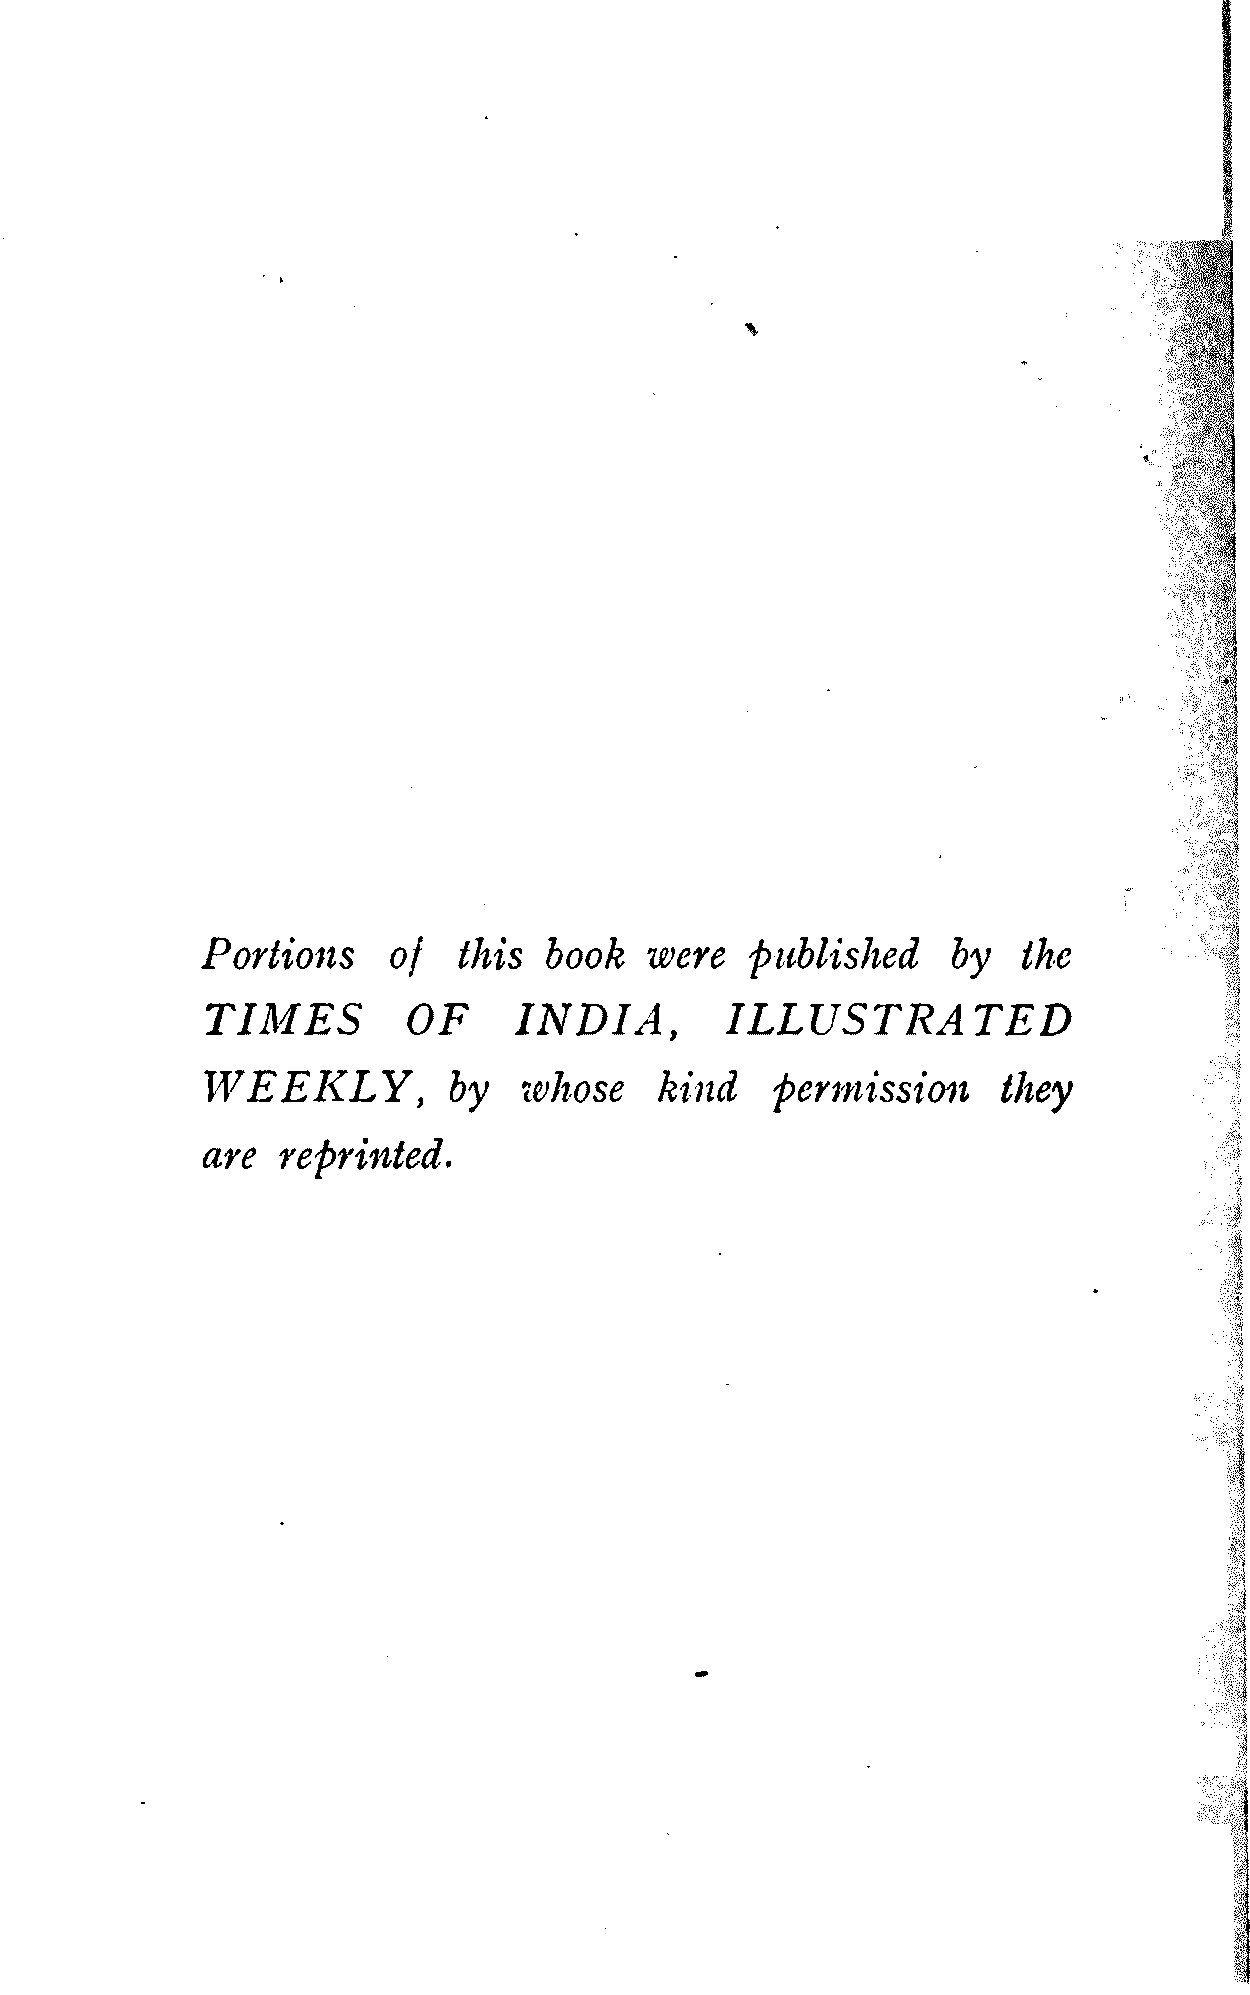 Portions of this book were published by the
TIMES OF INDIA, ILLUSTRATED
WEEKLY, by whose kind permission they
are reprinted.